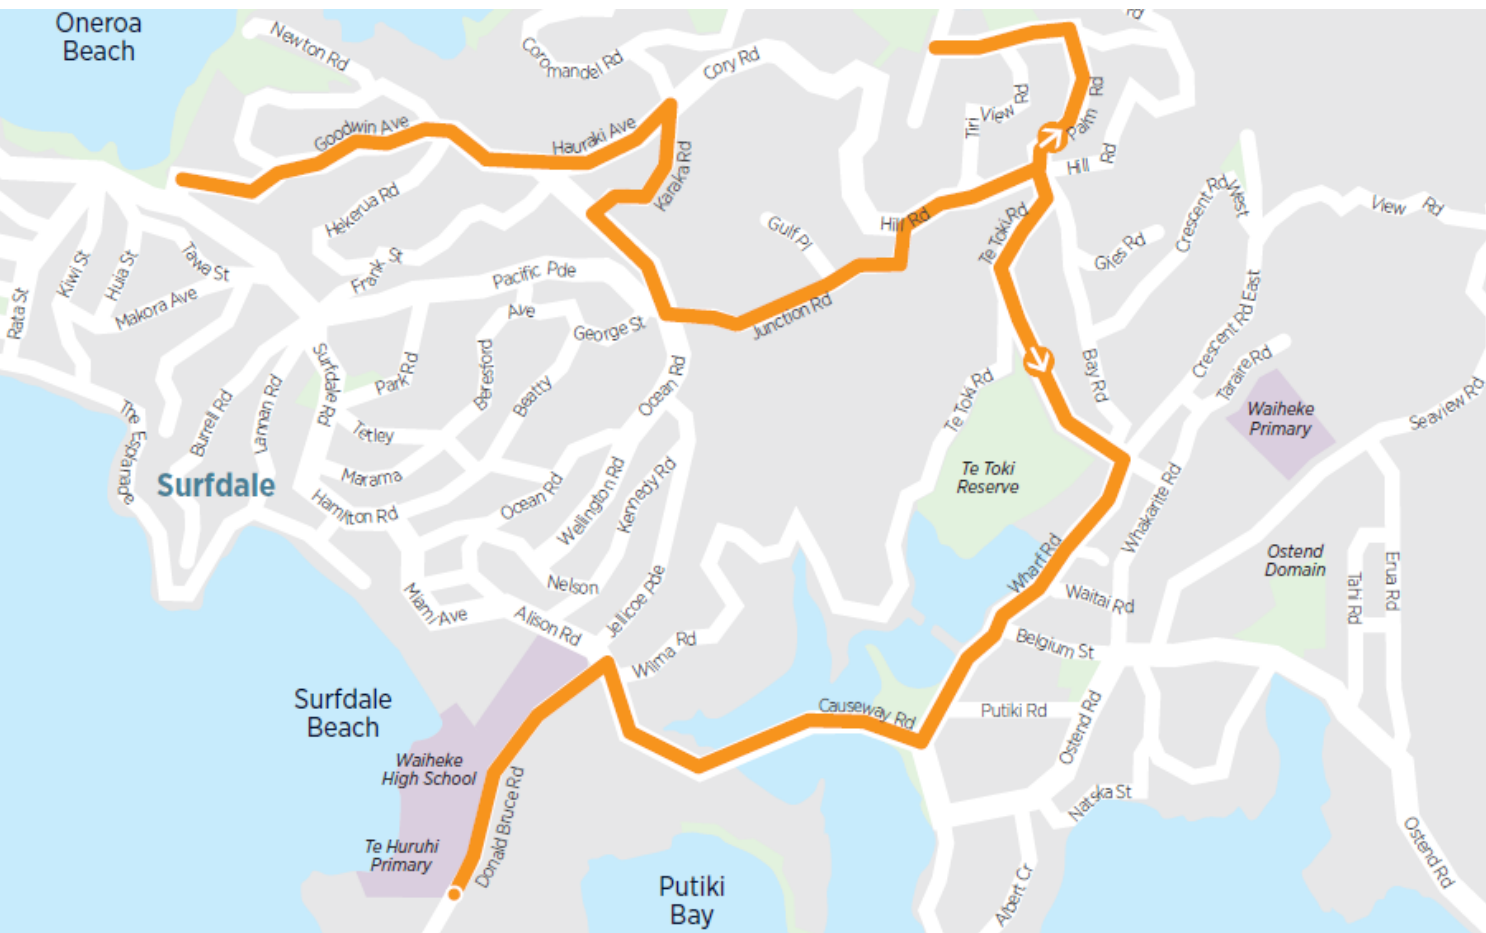 Oneroa
Beach
Newton Rd
Coromandel Rd
Cory Rd
rd
Goodwin Ave
Hauraki Ave
Karaka Rd
Tiri
View
Rd
Palm Rd
Hill Rd
Hekerua Rd
Frank St
Pacific Pde
Gulf Pl
Hill Rd
Te Toki Rd
Gies Rd
Crescent Rd West
View Rd
Rata St
Kiwi St
Huia St
Tawa St
Makora Ave
Ave
George St
Junction Rd
Crescent Rd East
Surfdale Rd
Park Rd
Beresford
Beatty
Ocean Rd
Te Toki Rd
Bay Rd
Taraire Rd
Waiheke
Primary
Seaview Rd
The Esplanade
Burrell Rd
Lannan Rd
Tetley
Marama
Hamilton Rd
Surfdale
Ocean Rd
Wellington Rd
Kennedy Rd
Te Toki
Reserve
Whakarite Rd
Wharf Rd
Ostend
Domain
Tahi Rd
Erua Rd
Nelson
Miami Ave
Alison Rd
Jellicoe Pde
Wilma Rd
Waitai Rd
Belgium St
Surfdale
Beach
Causeway Rd
Putiki Rd
Ostend Rd
Waiheke
High School
Donald Bruce Rd
Te Huruhi
Primary
Natska St
Putiki
Bay
Albert Cr
Ostend Rd